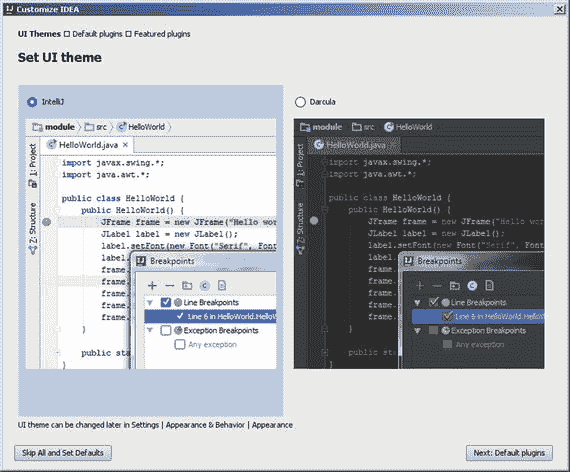 Customize IDEA
UI Themes Default plugins Featured plugins
Set UI theme
IntelliJ
module src HelloWorld
HelloWorld.java
1: Project
Z: Structure
import javax.swing.*;
import java.awt.*;
public class HelloWorld {
public HelloWorld() {
JFrame frame = new JFrame("Hello wor
JLabel label = new JLabel();
label.setFont(new Font("Serif", Font
label.
frame.
frame.
frame.
frame.
frame.
}
public sta
}
Breakpoints
Line Breakpoints
Line 6 in HelloWorld.HelloW
Exception Breakpoints
Any exception
Darcula
module src HelloWorld
HelloWorld.java
1: Project
Z: Structure
import javax.swing.*;
import java.awt.*;
public class HelloWorld {
public HelloWorld() {
JFrame frame = new JFrame("Hello wor
JLabel label = new JLabel();
label.setFont(new Font("Serif", Font
label.
frame.
frame.
frame.
frame.
frame.
}
public sta
}
Breakpoints
Line Breakpoints
Line 6 in HelloWorld.HelloW
Exception Breakpoints
Any exception
UI theme can be changed later in Settings | Appearance & Behavior | Appearance
Skip All and Set Defaults
Next: Default plugins